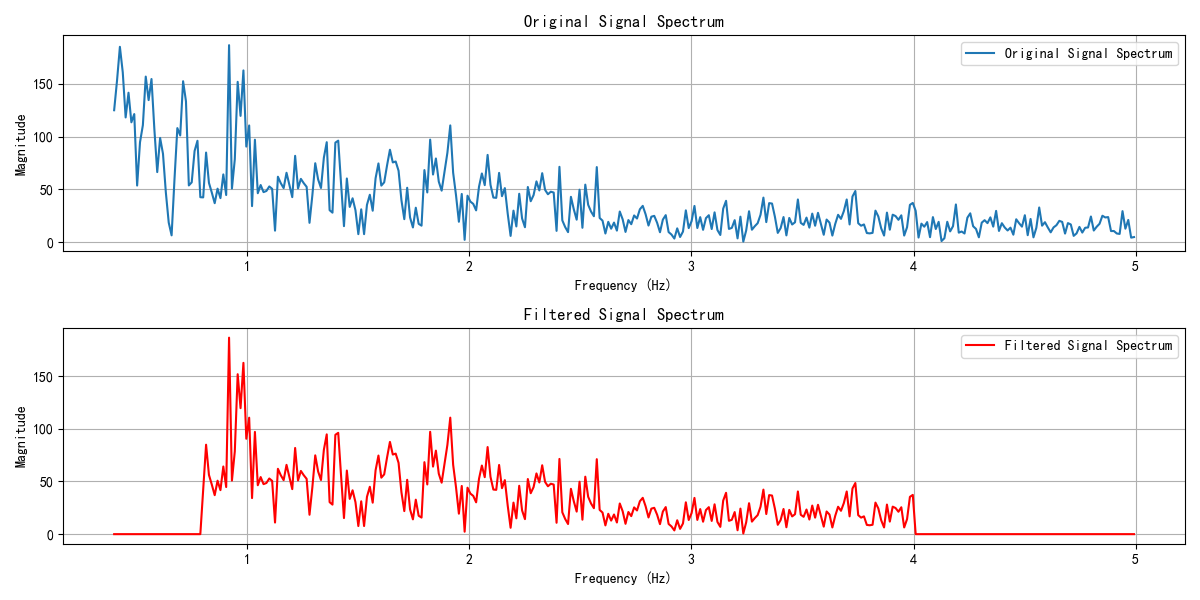 Original Signal Spectrum
Original Signal Spectrum
Magnitude
150
100
50
0
1 2 3 4 5
Frequency (Hz)
Filtered Signal Spectrum
Filtered Signal Spectrum
Magnitude
150
100
50
0
1 2 3 4 5
Frequency (Hz)